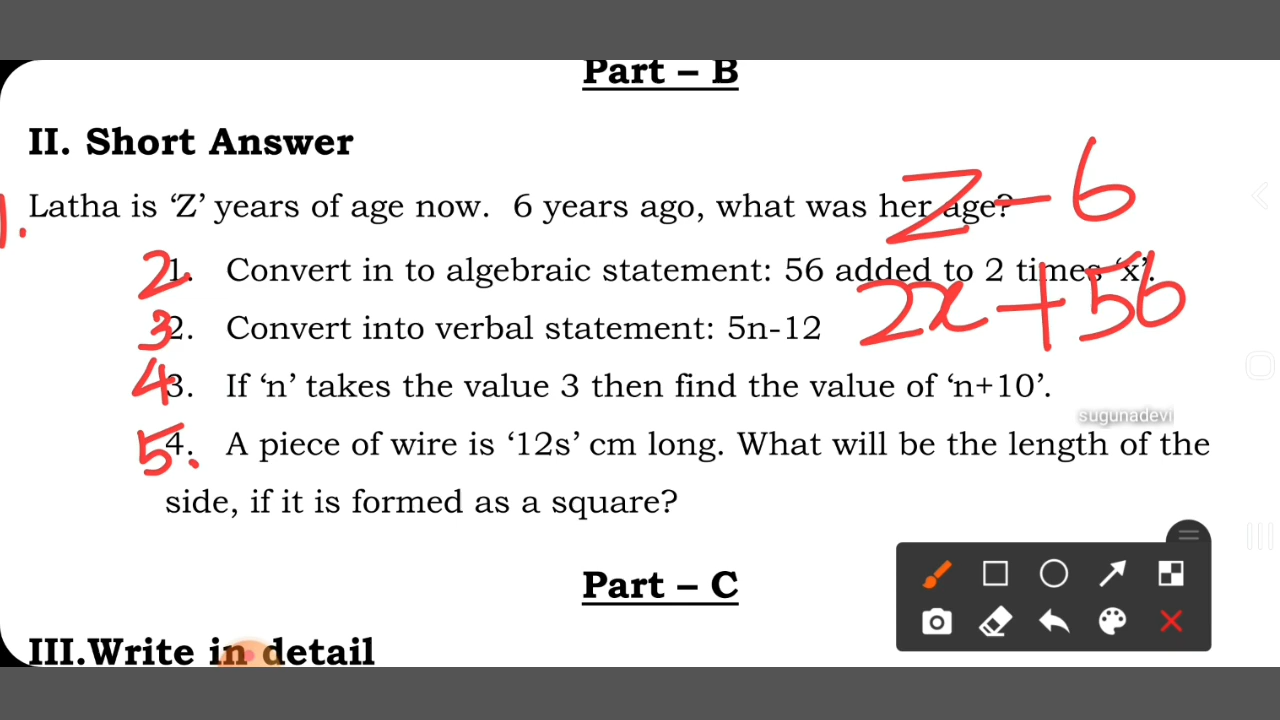 Part – B
II. Short Answer
1. Latha is ‘Z’ years of age now. 6 years ago, what was her age? Z-6
2. 1. Convert in to algebraic statement: 56 added to 2 times ‘x’.
2x+56
3 2. Convert into verbal statement: 5n-12
4 3. If ‘n’ takes the value 3 then find the value of ‘n+10’.
sugunadevi
5. 4. A piece of wire is ‘12s’ cm long. What will be the length of the
side, if it is formed as a square?
Part – C
III.Write in detail